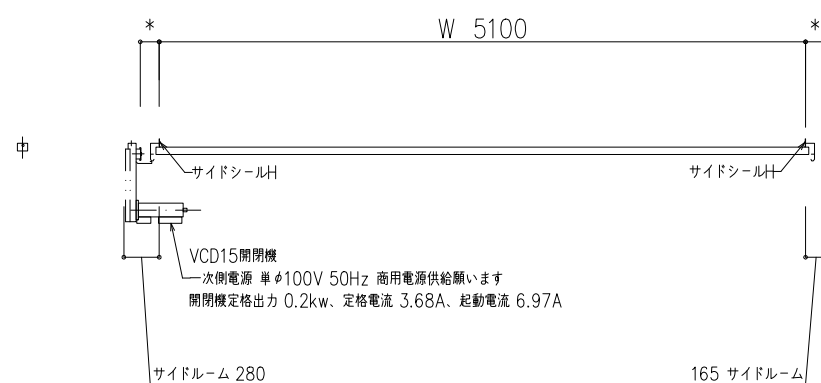 * W 5100 *
サイドシールH サイドシールH
VCD15開閉機
一次側電源 単φ100V 50Hz 商用電源供給願います
開閉機定格出力 0.2kw、定格電流 3.68A、起動電流 6.97A
サイドルーム 280 165 サイドルーム